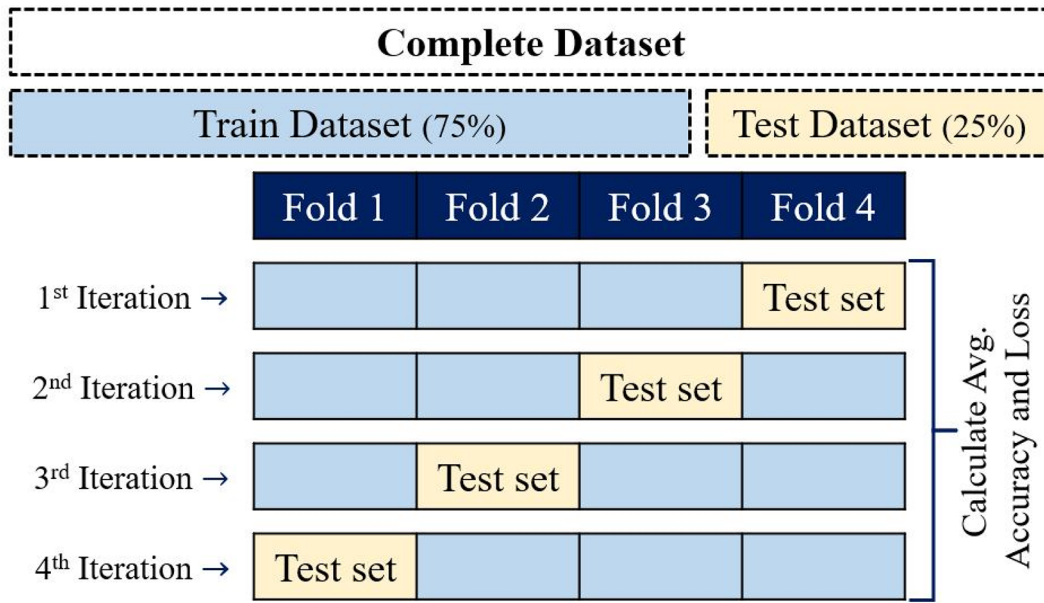 Complete Dataset
Train Dataset (75%)
Test Dataset (25%)
Fold 1
Fold 2
Fold 3
Fold 4
1st Iteration →
Test set
2nd Iteration →
Test set
3rd Iteration →
Test set
4th Iteration →
Test set
Calculate Avg.
Accuracy and Loss